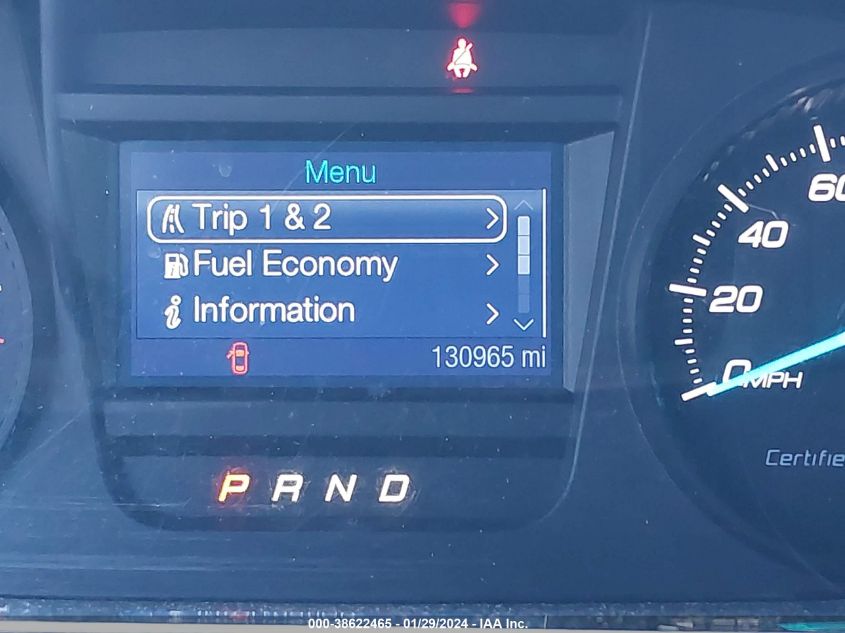 Menu
Trip 1 & 2
Fuel Economy
Information
130965 mi
P R N D
60
40
20
0 MPH
Certifie
000-38622465 - 01/29/2024 - IAA Inc.